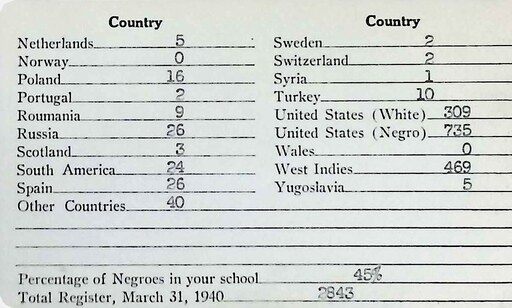 Country
Netherlands 5
Norway 0
Poland 16
Portugal 2
Roumania 9
Russia 26
Scotland 3
South America 24
Spain 26
Other Countries 40
Country
Sweden 2
Switzerland 2
Syria 1
Turkey 10
United States (White) 309
United States (Negro) 735
Wales 0
West Indies 469
Yugoslavia 5
Percentage of Negroes in your school 45%
Total Register, March 31, 1940 2843